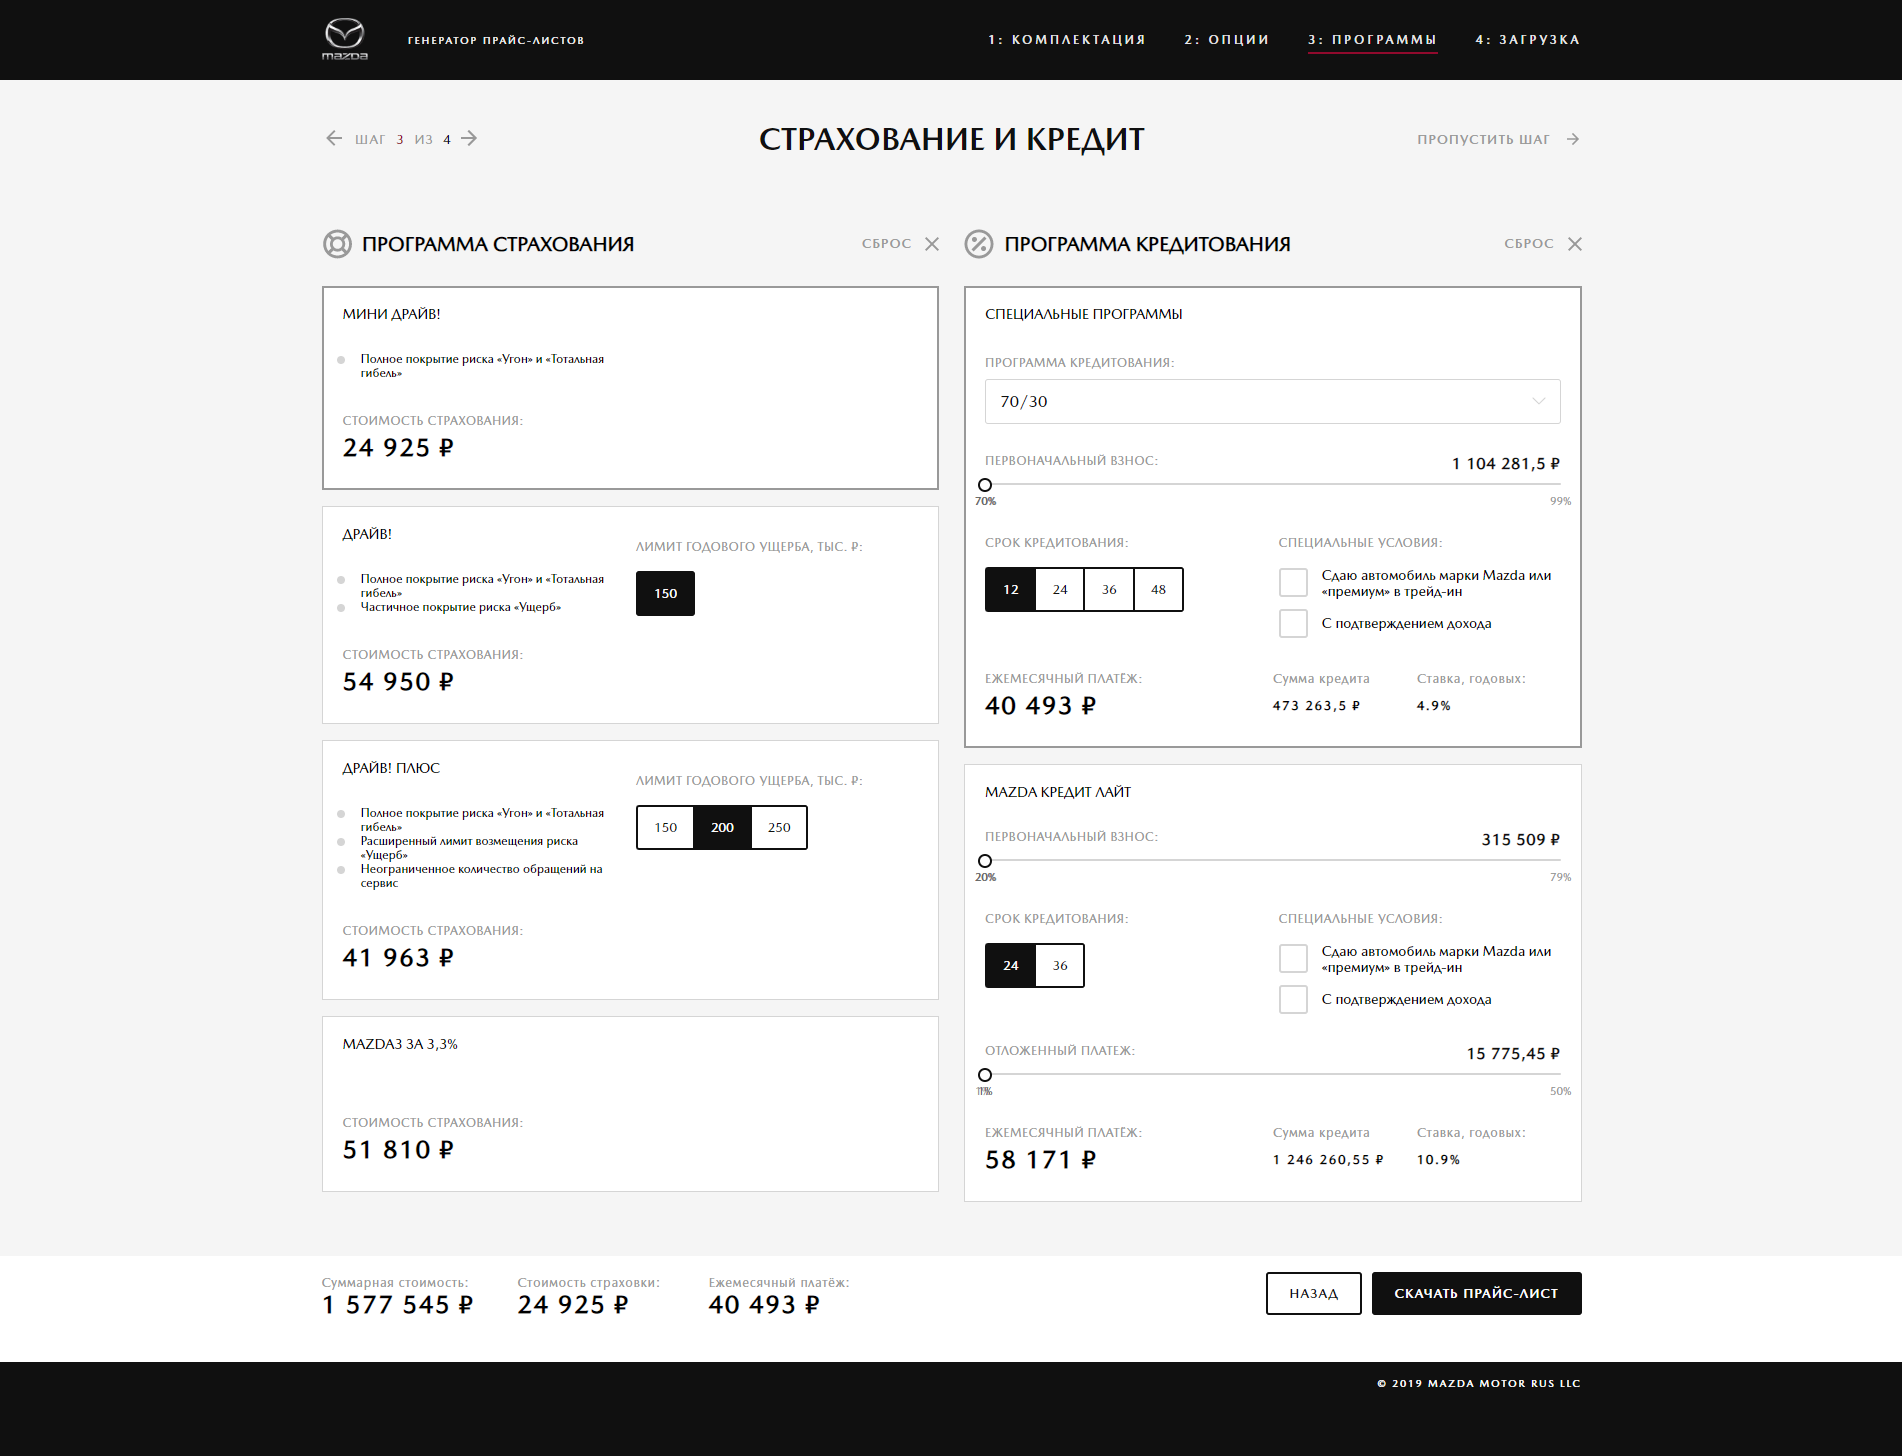 mazda
ГЕНЕРАТОР ПРАЙС-ЛИСТОВ
1: КОМПЛЕКТАЦИЯ
2: ОПЦИИ
3: ПРОГРАММЫ
4: ЗАГРУЗКА
ШАГ 3 ИЗ 4
СТРАХОВАНИЕ И КРЕДИТ
ПРОПУСТИТЬ ШАГ
ПРОГРАММА СТРАХОВАНИЯ
СБРОС
МИНИ ДРАЙВ!
Полное покрытие риска «Угон» и «Тотальная
гибель»
СТОИМОСТЬ СТРАХОВАНИЯ:
24 925 ₽
ДРАЙВ!
Полное покрытие риска «Угон» и «Тотальная
гибель»
Частичное покрытие риска «Ущерб»
ЛИМИТ ГОДОВОГО УЩЕРБА, ТЫС. ₽:
150
СТОИМОСТЬ СТРАХОВАНИЯ:
54 950 ₽
ДРАЙВ! ПЛЮС
Полное покрытие риска «Угон» и «Тотальная
гибель»
Расширенный лимит возмещения риска
«Ущерб»
Неограниченное количество обращений на
сервис
ЛИМИТ ГОДОВОГО УЩЕРБА, ТЫС. ₽:
150 200 250
СТОИМОСТЬ СТРАХОВАНИЯ:
41 963 ₽
MAZDA3 ЗА 3,3%
СТОИМОСТЬ СТРАХОВАНИЯ:
51 810 ₽
ПРОГРАММА КРЕДИТОВАНИЯ
СБРОС
СПЕЦИАЛЬНЫЕ ПРОГРАММЫ
ПРОГРАММА КРЕДИТОВАНИЯ:
70/30
ПЕРВОНАЧАЛЬНЫЙ ВЗНОС:
1 104 281,5 ₽
70% 99%
СРОК КРЕДИТОВАНИЯ:
12 24 36 48
СПЕЦИАЛЬНЫЕ УСЛОВИЯ:
Сдаю автомобиль марки Mazda или
«премиум» в трейд-ин
С подтверждением дохода
ЕЖЕМЕСЯЧНЫЙ ПЛАТЁЖ:
40 493 ₽
Сумма кредита
473 263,5 ₽
Ставка, годовых:
4.9%
MAZDA КРЕДИТ ЛАЙТ
ПЕРВОНАЧАЛЬНЫЙ ВЗНОС:
315 509 ₽
20% 79%
СРОК КРЕДИТОВАНИЯ:
24 36
СПЕЦИАЛЬНЫЕ УСЛОВИЯ:
Сдаю автомобиль марки Mazda или
«премиум» в трейд-ин
С подтверждением дохода
ОТЛОЖЕННЫЙ ПЛАТЕЖ:
15 775,45 ₽
1% 50%
ЕЖЕМЕСЯЧНЫЙ ПЛАТЁЖ:
58 171 ₽
Сумма кредита
1 246 260,55 ₽
Ставка, годовых:
10.9%
Суммарная стоимость:
1 577 545 ₽
Стоимость страховки:
24 925 ₽
Ежемесячный платёж:
40 493 ₽
НАЗАД
СКАЧАТЬ ПРАЙС-ЛИСТ
© 2019 MAZDA MOTOR RUS LLC